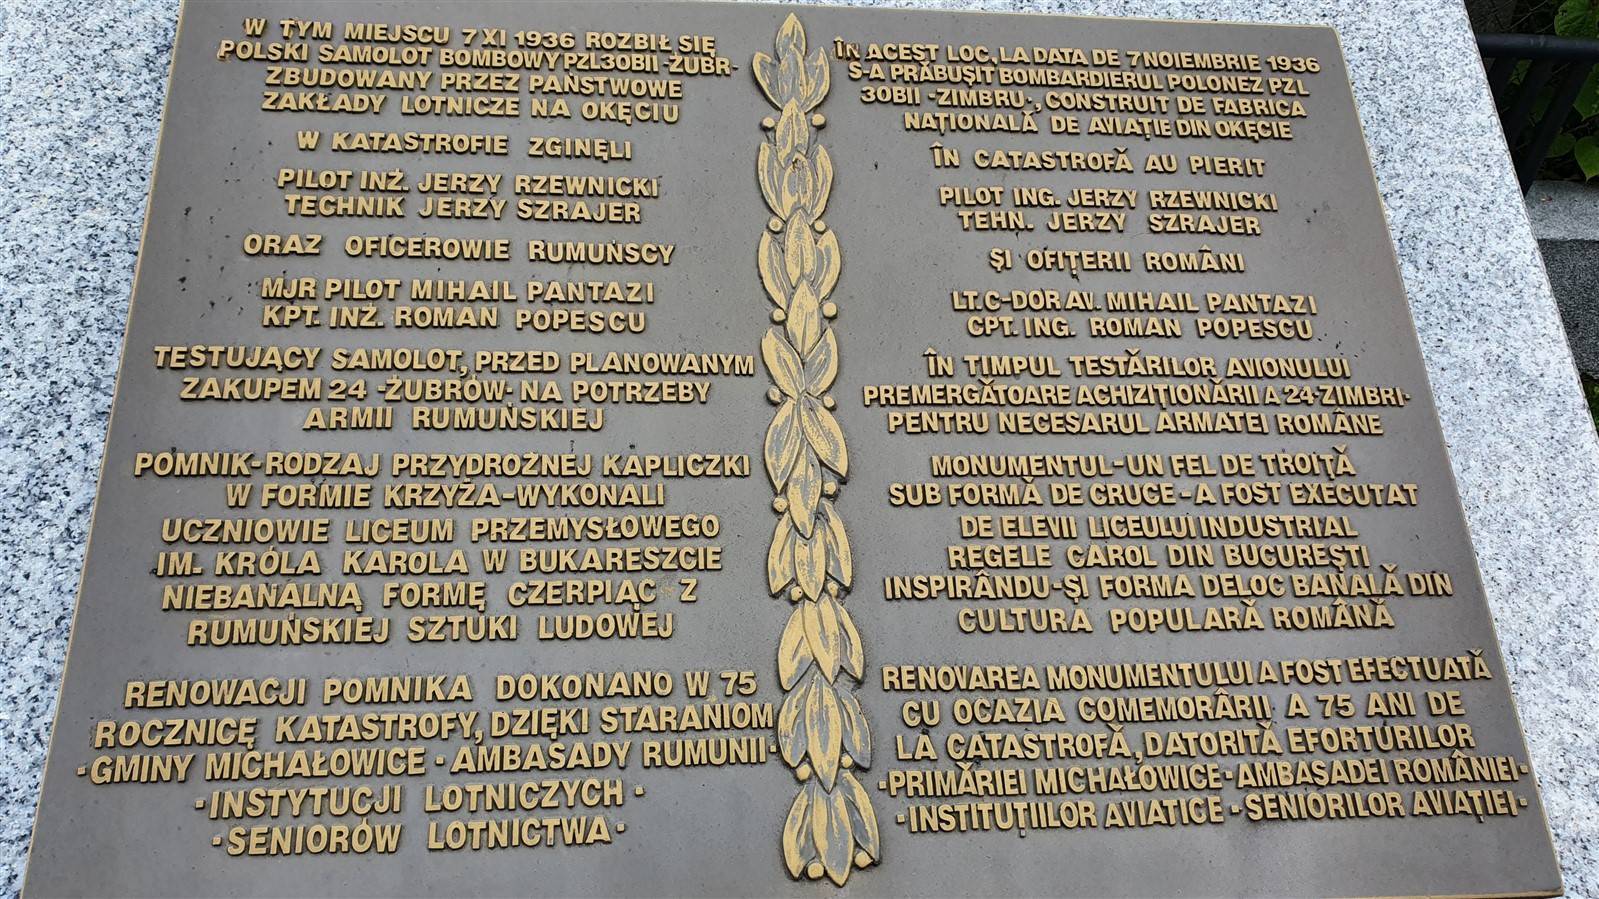 W TYM MIEJSCU 7 XI 1936 ROZBIŁ SIĘ
POLSKI SAMOLOT BOMBOWY PZL30BII -ŻUBR-
ZBUDOWANY PRZEZ PAŃSTWOWE
ZAKŁADY LOTNICZE NA OKĘCIU
W KATASTROFIE ZGINĘLI
PILOT INŻ. JERZY RZEWNICKI
TECHNIK JERZY SZRAJER
ORAZ OFICEROWIE RUMUŃSCY
MJR PILOT MIHAIL PANTAZI
KPT. INŻ. ROMAN POPESCU
TESTUJĄCY SAMOLOT, PRZED PLANOWANYM
ZAKUPEM 24 -ŻUBRÓW- NA POTRZEBY
ARMII RUMUŃSKIEJ
POMNIK-RODZAJ PRZYDROŻNEJ KAPLICZKI
W FORMIE KRZYŻA-WYKONALI
UCZNIOWIE LICEUM PRZEMYSŁOWEGO
IM. KRÓLA KAROLA W BUKARESZCIE
NIEBANALNĄ FORMĘ CZERPIĄC Z
RUMUŃSKIEJ SZTUKI LUDOWEJ
RENOWACJI POMNIKA DOKONANO W 75
ROCZNICĘ KATASTROFY, DZIĘKI STARANIOM
·GMINY MICHAŁOWICE · AMBASADY RUMUNII·
·INSTYTUCJI LOTNICZYCH ·
·SENIORÓW LOTNICTWA·
ÎN ACEST LOC, LA DATA DE 7 NOIEMBRIE 1936
S-A PRĂBUȘIT BOMBARDIERUL POLONEZ PZL
30BII -ZIMBRU-, CONSTRUIT DE FABRICA
NAȚIONALĂ DE AVIAȚIE DIN OKĘCIE
ÎN CATASTROFĂ AU PIERIT
PILOT ING. JERZY RZEWNICKI
TEHN. JERZY SZRAJER
ȘI OFIȚERII ROMÂNI
LT. C-DOR AV. MIHAIL PANTAZI
CPT. ING. ROMAN POPESCU
ÎN TIMPUL TESTĂRILOR AVIONULUI
PREMERGĂTOARE ACHIZIȚIONĂRII A 24-ZIMBRI-
PENTRU NECESARUL ARMATEI ROMÂNE
MONUMENTUL-UN FEL DE TROIȚĂ
SUB FORMĂ DE CRUCE-A FOST EXECUTAT
DE ELEVII LICEULUI INDUSTRIAL
REGELE CAROL DIN BUCUREȘTI
INSPIRÂNDU-ȘI FORMA DELOC BANALĂ DIN
CULTURA POPULARĂ ROMÂNĂ
RENOVAREA MONUMENTULUI A FOST EFECTUATĂ
CU OCAZIA COMEMORÂRII A 75 ANI DE
LA CATASTROFĂ, DATORITĂ EFORTURILOR
·PRIMĂRIEI MICHAŁOWICE · AMBASADEI ROMÂNIEI·
·INSTITUȚIILOR AVIATICE · SENIORILOR AVIAȚIEI·